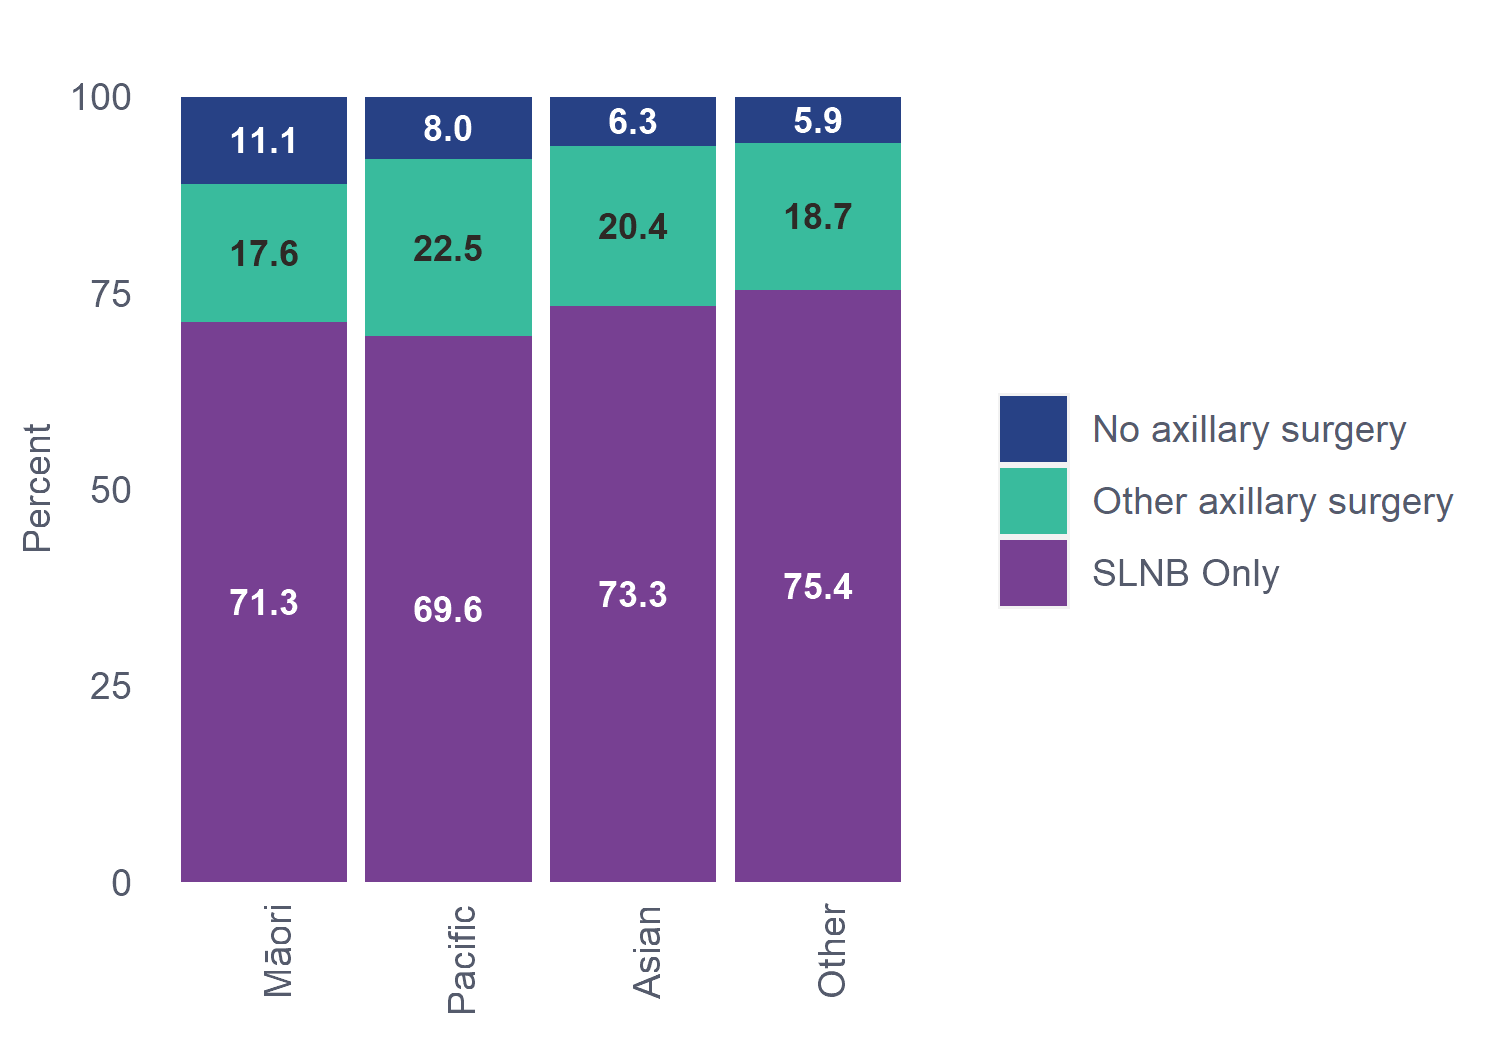 100
75
50
25
0
Percent
11.1
17.6
71.3
8.0
22.5
69.6
6.3
20.4
73.3
5.9
18.7
75.4
Māori
Pacific
Asian
Other
No axillary surgery
Other axillary surgery
SLNB Only